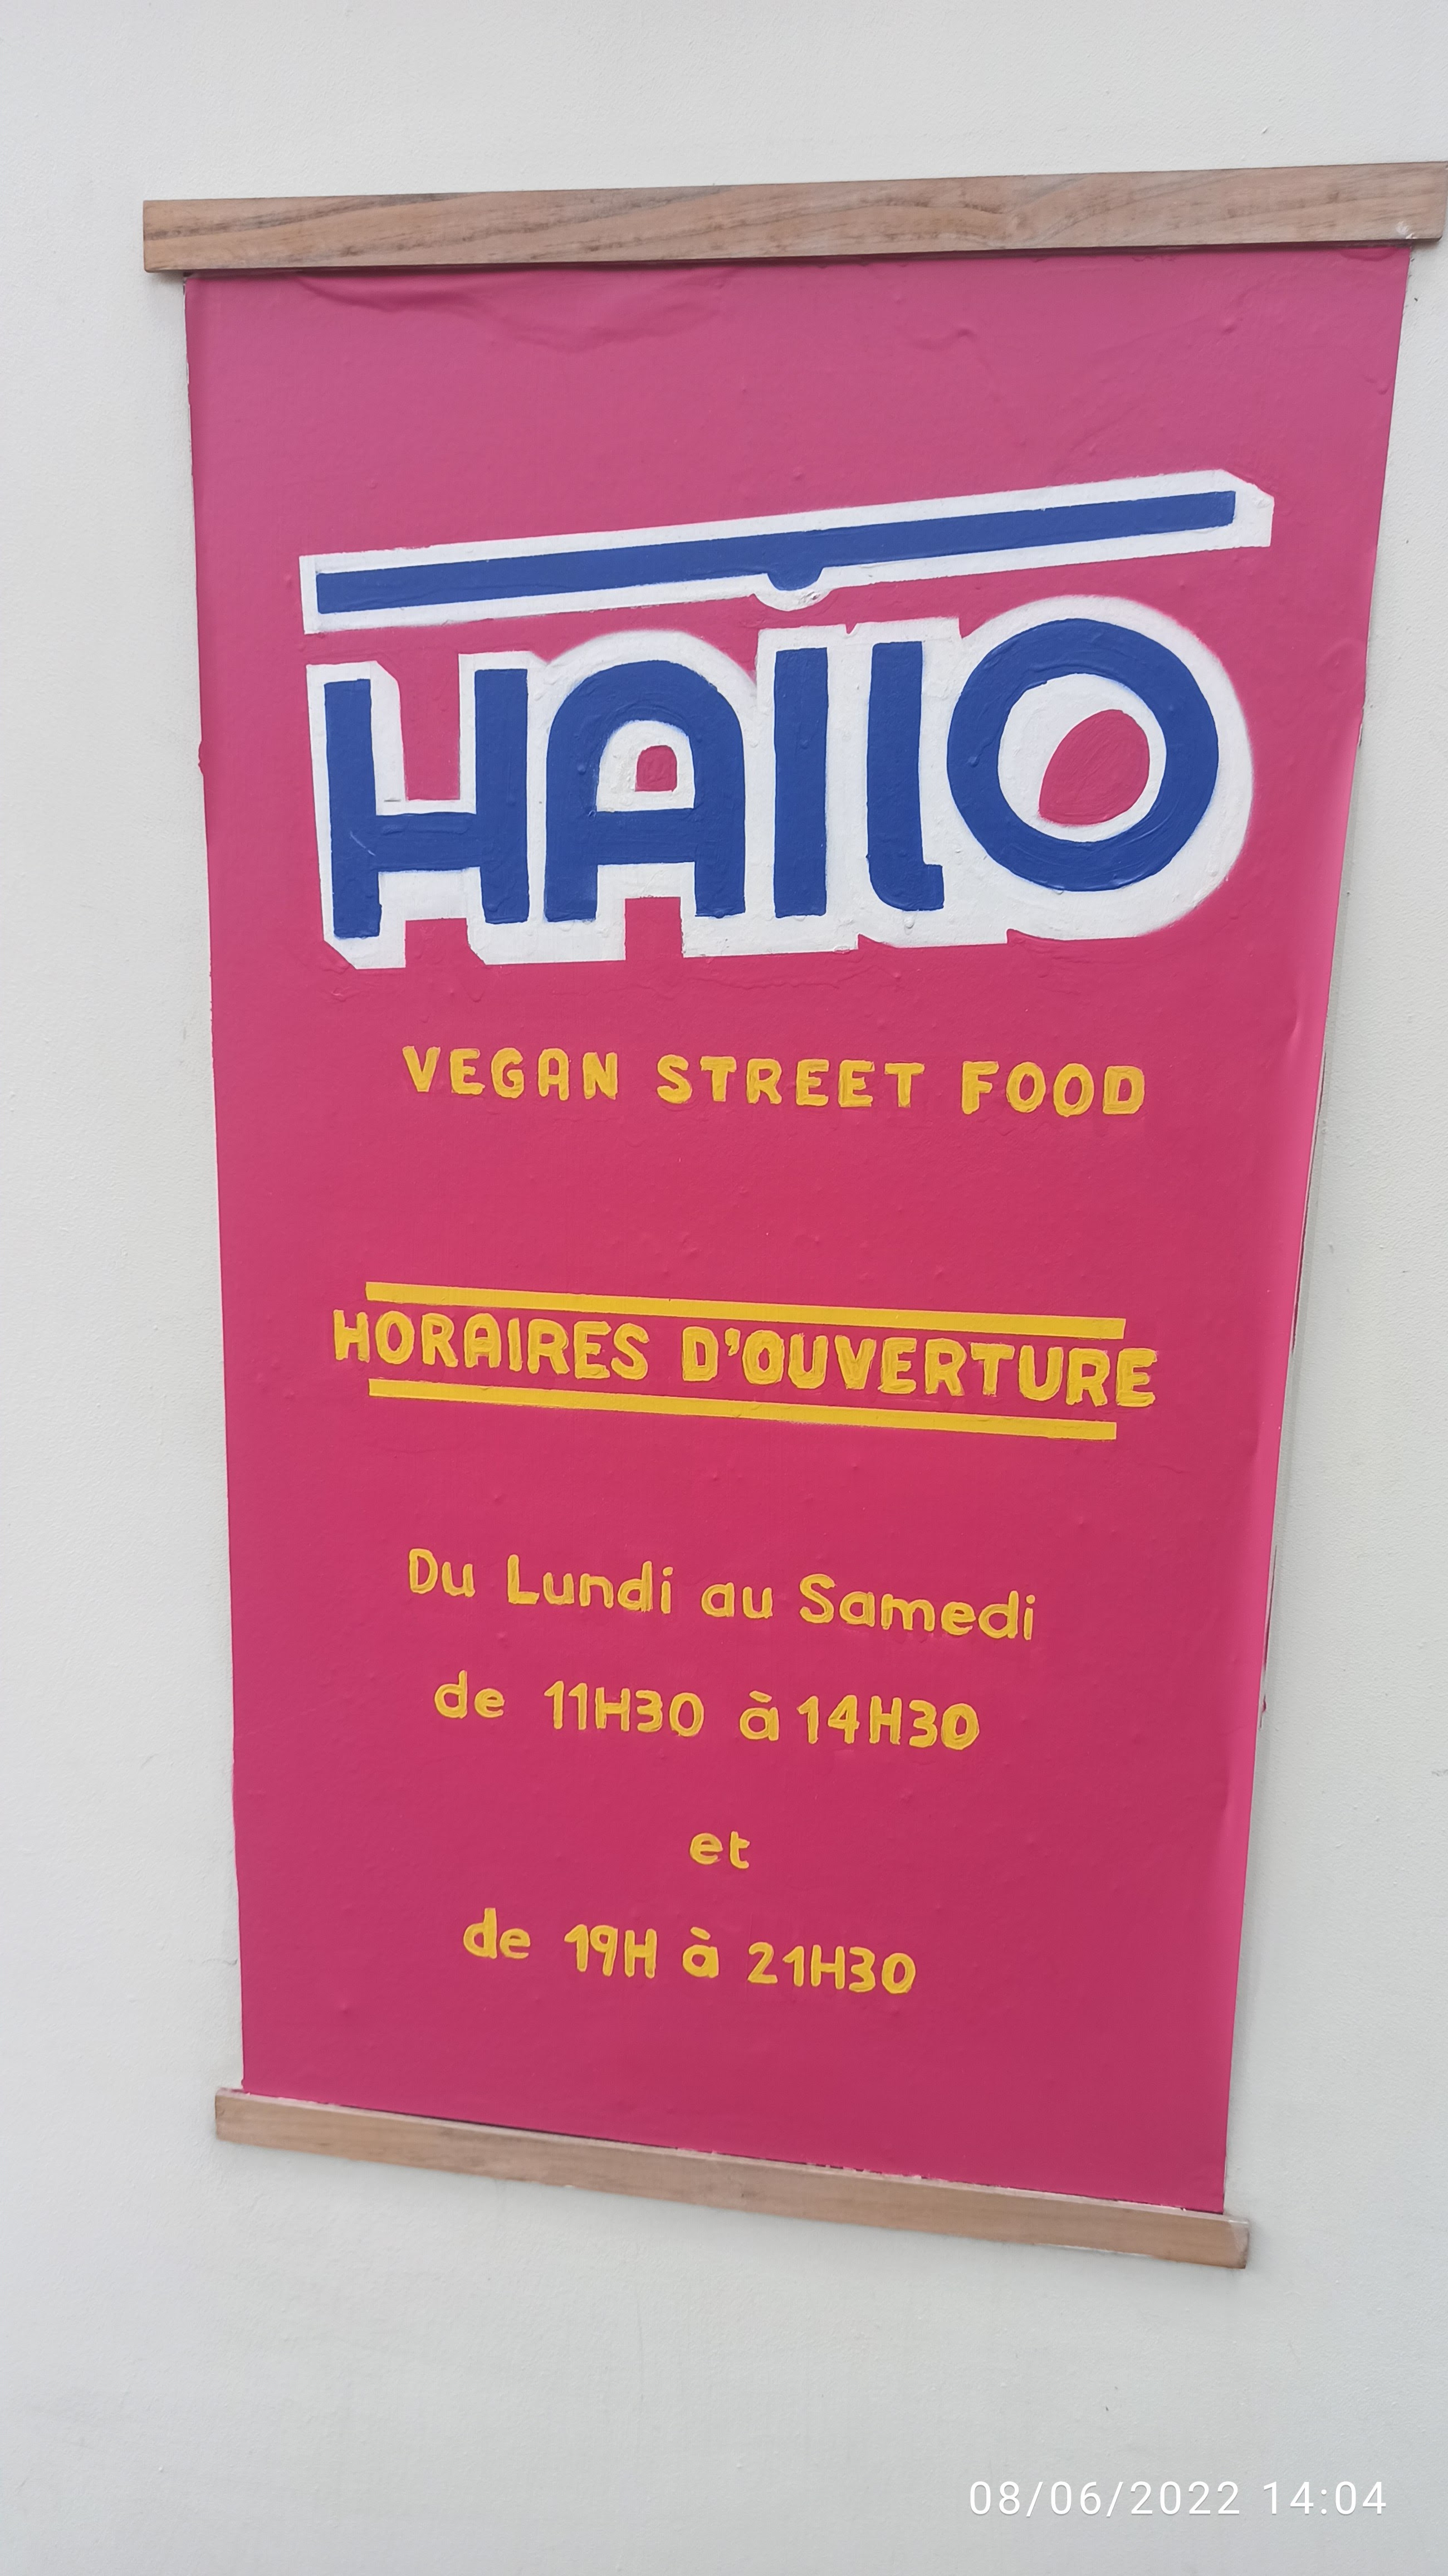 HAllO
VEGAN STREET FOOD
HORAIRES D'OUVERTURE
Du Lundi au Samedi
de 11H30 à 14H30
et
de 19H à 21H30
08/06/2022 14:04